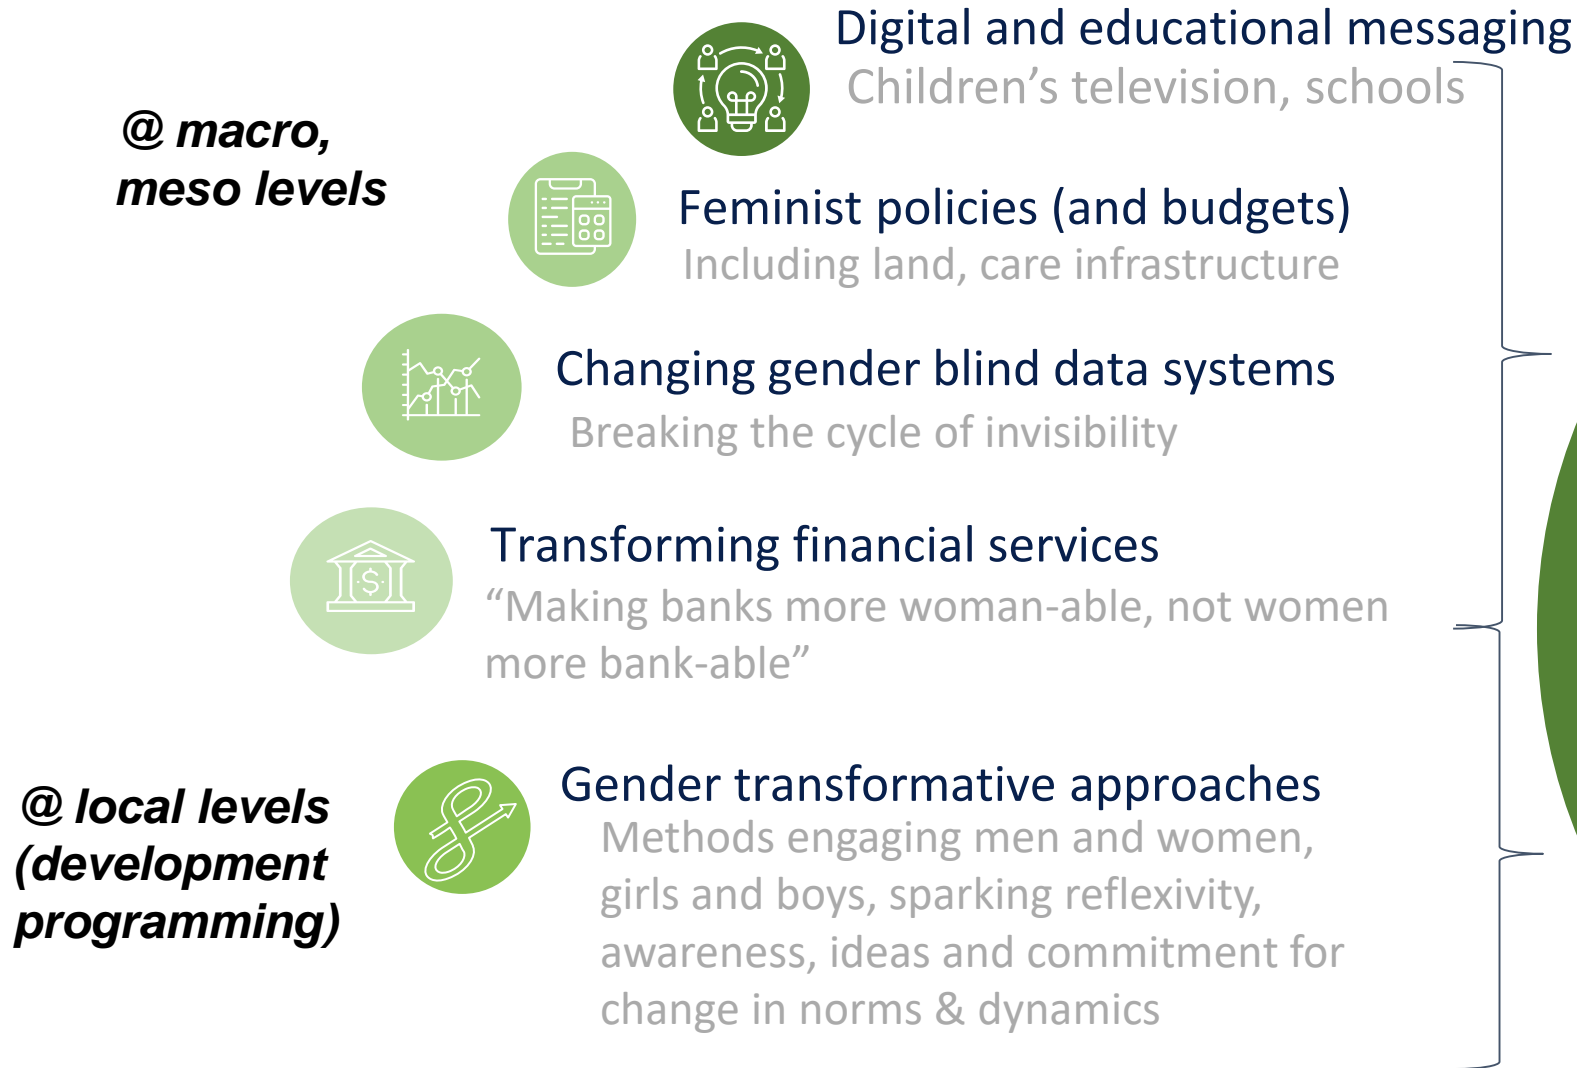 Digital and educational messaging
Children’s television, schools
@ macro,
meso levels
Feminist policies (and budgets)
Including land, care infrastructure
Changing gender blind data systems
Breaking the cycle of invisibility
Transforming financial services
“Making banks more woman-able, not women
more bank-able”
$
@ local levels
(development
programming)
Gender transformative approaches
Methods engaging men and women,
girls and boys, sparking reflexivity,
awareness, ideas and commitment for
change in norms & dynamics